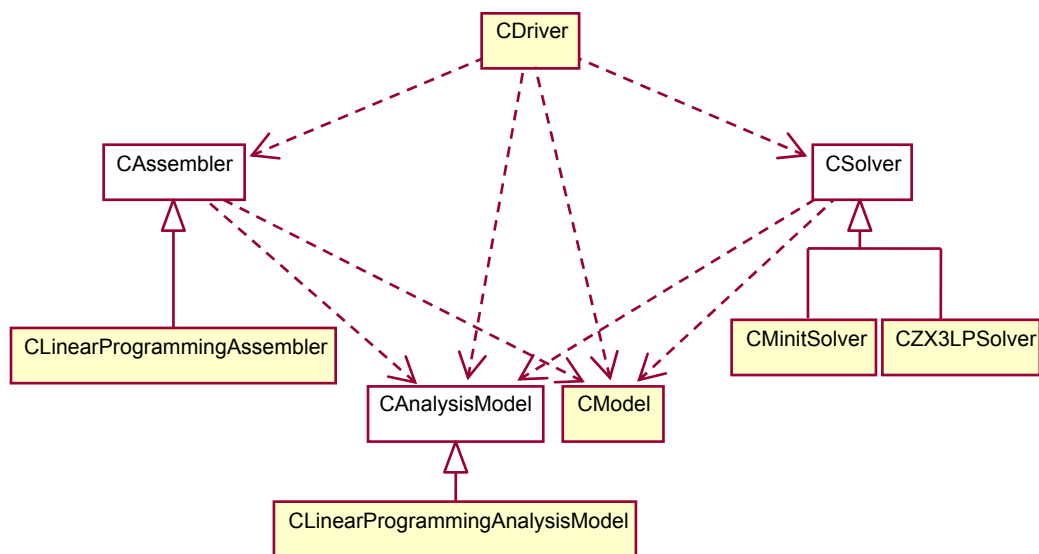 CDriver
CAssembler
CSolver
CLinearProgrammingAssembler
CMinitSolver
CZX3LPSolver
CAnalysisModel
CModel
CLinearProgrammingAnalysisModel